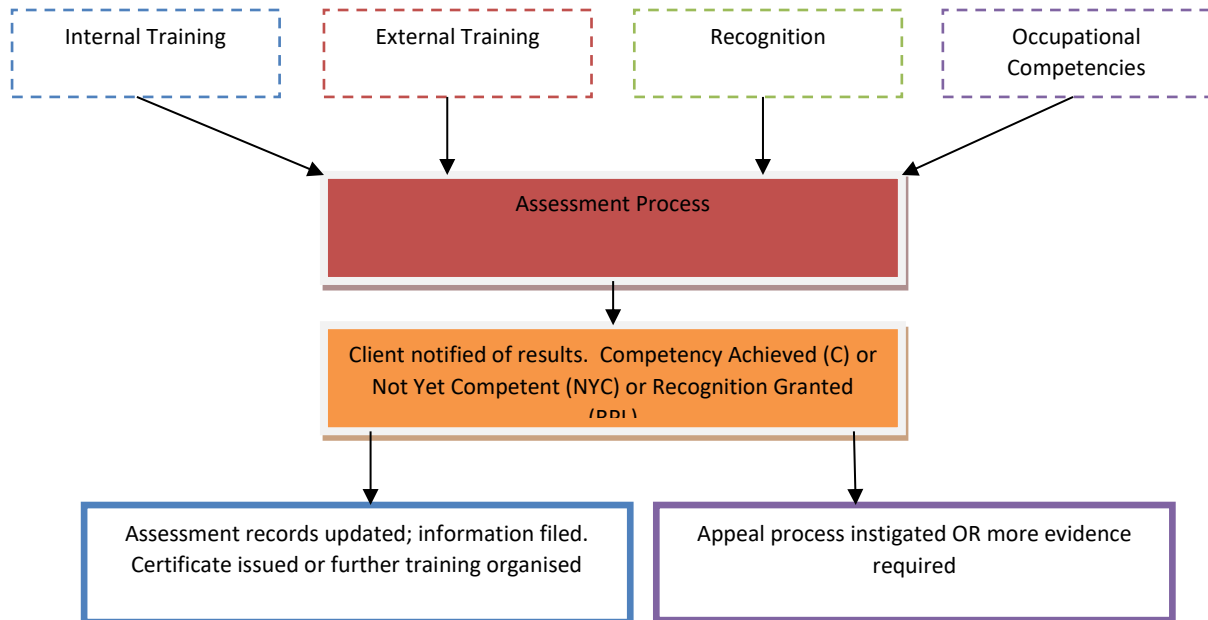 Internal Training
External Training
Recognition
Occupational
Competencies
Assessment Process
Client notified of results.  Competency Achieved (C) or
Not Yet Competent (NYC) or Recognition Granted
(RPL)
Assessment records updated; information filed.
Certificate issued or further training organised
Appeal process instigated OR more evidence
required